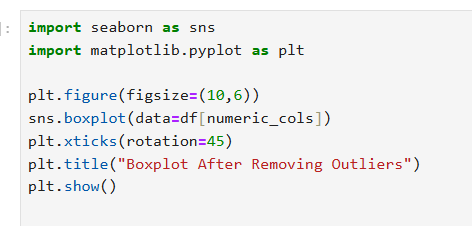 import seaborn as sns
import matplotlib.pyplot as plt
plt.figure(figsize=(10,6))
sns.boxplot(data=df[numeric_cols])
plt.xticks(rotation=45)
plt.title("Boxplot After Removing Outliers")
plt.show()